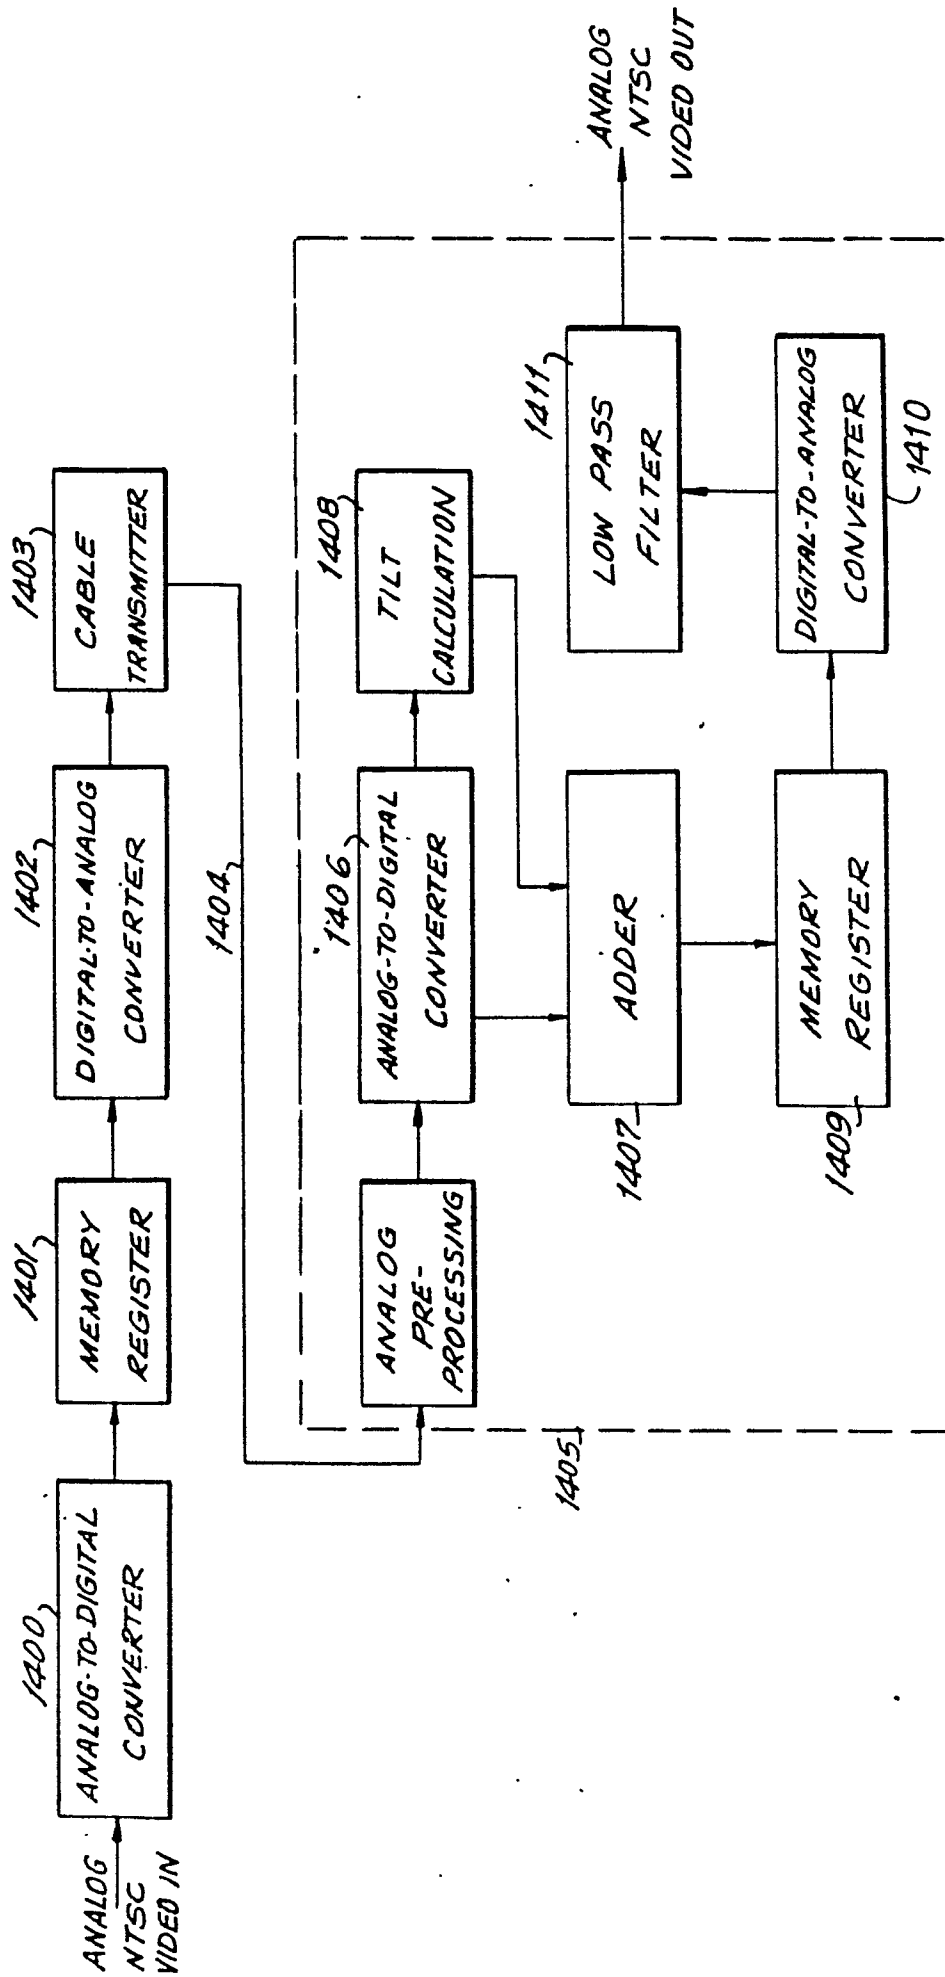 ANALOG
NTSC
VIDEO IN
1400
ANALOG-TO-DIGITAL
CONVERTER
1401
MEMORY
REGISTER
1402
DIGITAL-TO-ANALOG
CONVERTER
1403
CABLE
TRANSMITTER
1404
1405
ANALOG
PRE-
PROCESSING
1406
ANALOG-TO-DIGITAL
CONVERTER
1408
TILT
CALCULATION
1407
ADDER
1411
LOW PASS
FILTER
ANALOG
NTSC
VIDEO OUT
1409
MEMORY
REGISTER
DIGITAL-TO-ANALOG
CONVERTER
1410